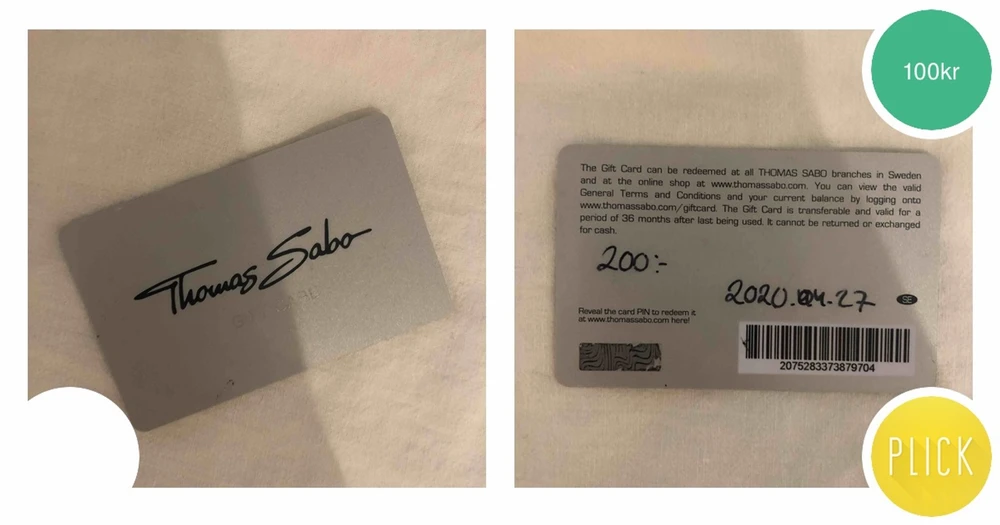 Thomas Sabo
100kr
The Gift Card can be redeemed at all THOMAS SABO branches in Sweden
and at the online shop at www.thomassabo.com. You can view the valid
General Terms and Conditions and your current balance by logging onto
www.thomassabo.com/giftcard. The Gift Card is transferable and valid for a
period of 36 months after last being used. It cannot be returned or exchanged
for cash.
200:-
2020.04-27
SE
Reveal the card PIN to redeem it
at www.thomassabo.com here!
2075283373879704
PLICK